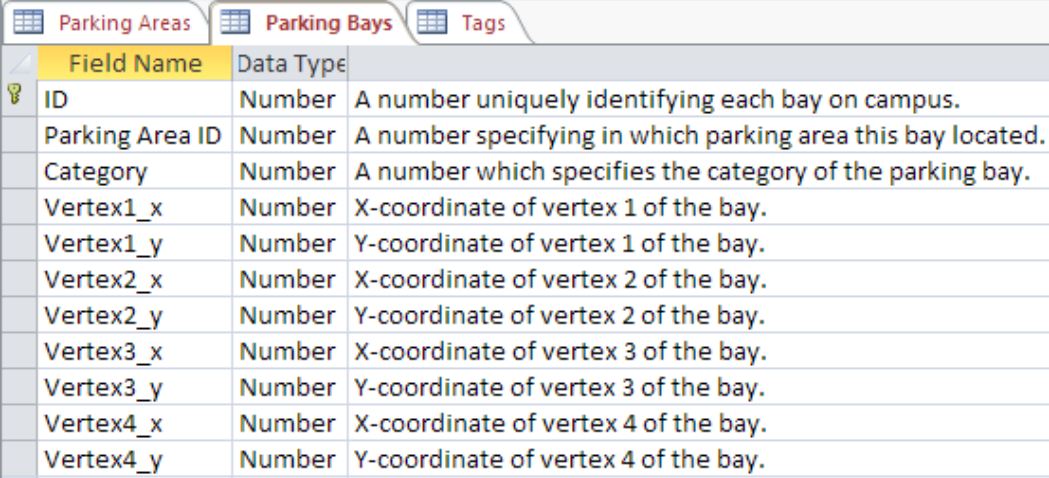 Parking Areas Parking Bays Tags
Field Name Data Type
ID Number A number uniquely identifying each bay on campus.
Parking Area ID Number A number specifying in which parking area this bay located.
Category Number A number which specifies the category of the parking bay.
Vertex1_x Number X-coordinate of vertex 1 of the bay.
Vertex1_y Number Y-coordinate of vertex 1 of the bay.
Vertex2_x Number X-coordinate of vertex 2 of the bay.
Vertex2_y Number Y-coordinate of vertex 2 of the bay.
Vertex3_x Number X-coordinate of vertex 3 of the bay.
Vertex3_y Number Y-coordinate of vertex 3 of the bay.
Vertex4_x Number X-coordinate of vertex 4 of the bay.
Vertex4_y Number Y-coordinate of vertex 4 of the bay.